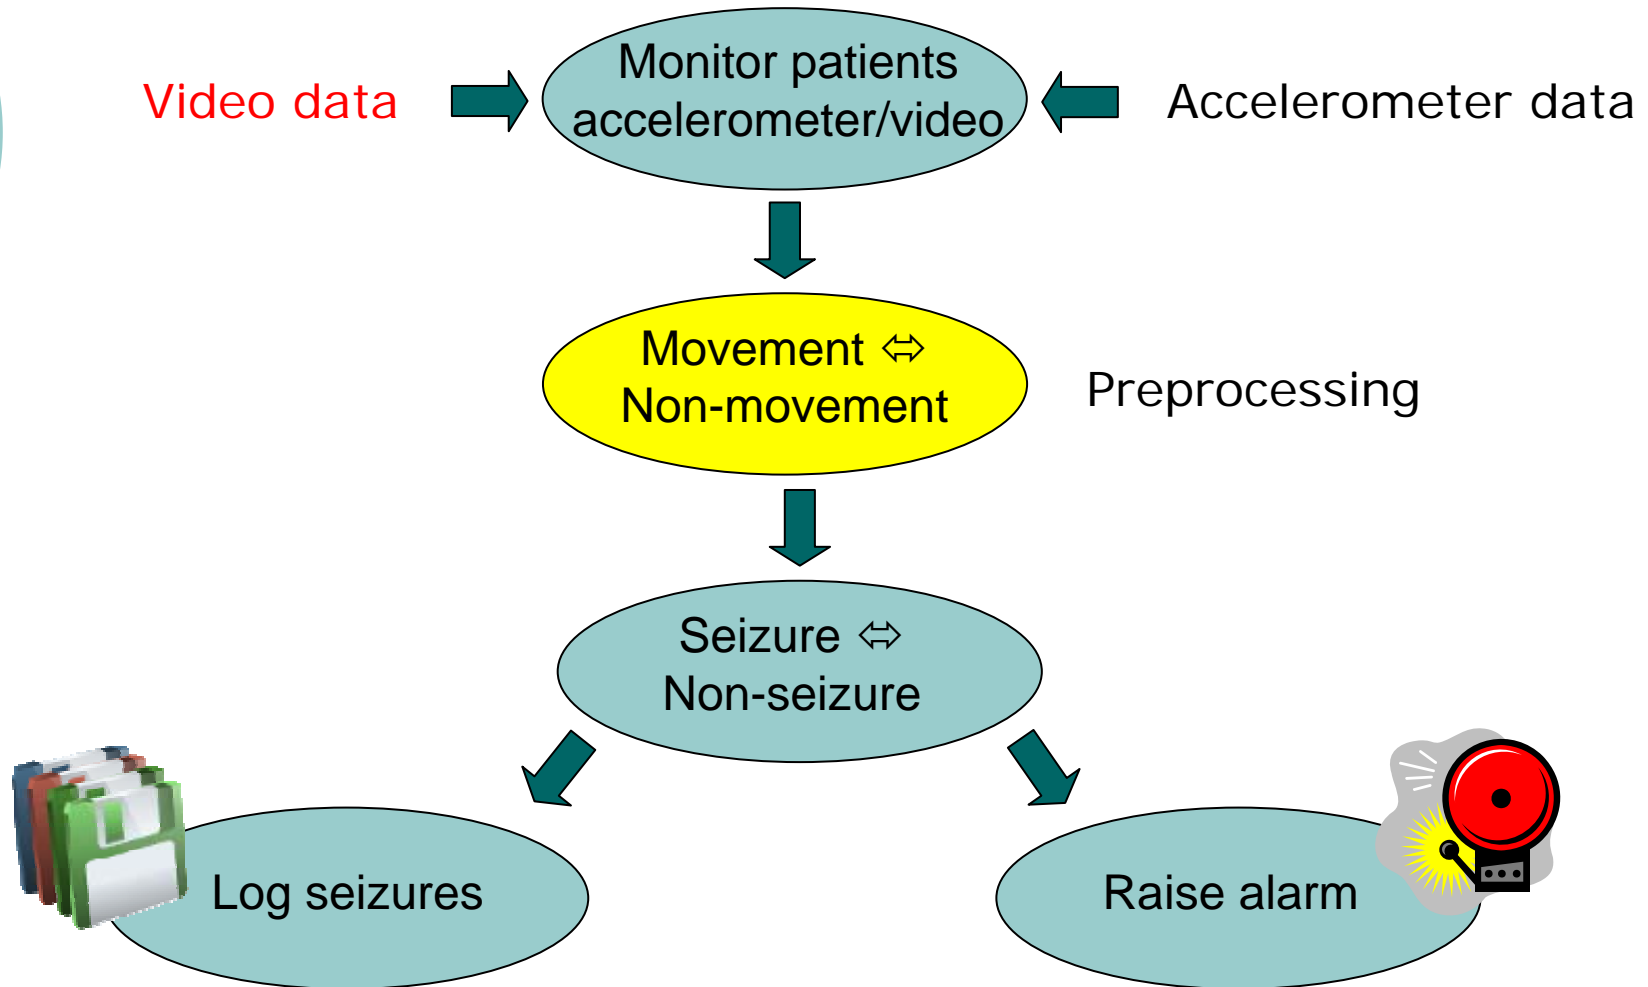 Monitor patients
accelerometer/video
Video data
Accelerometer data
Movement ⇔
Non-movement
Preprocessing
Seizure ⇔
Non-seizure
Log seizures
Raise alarm